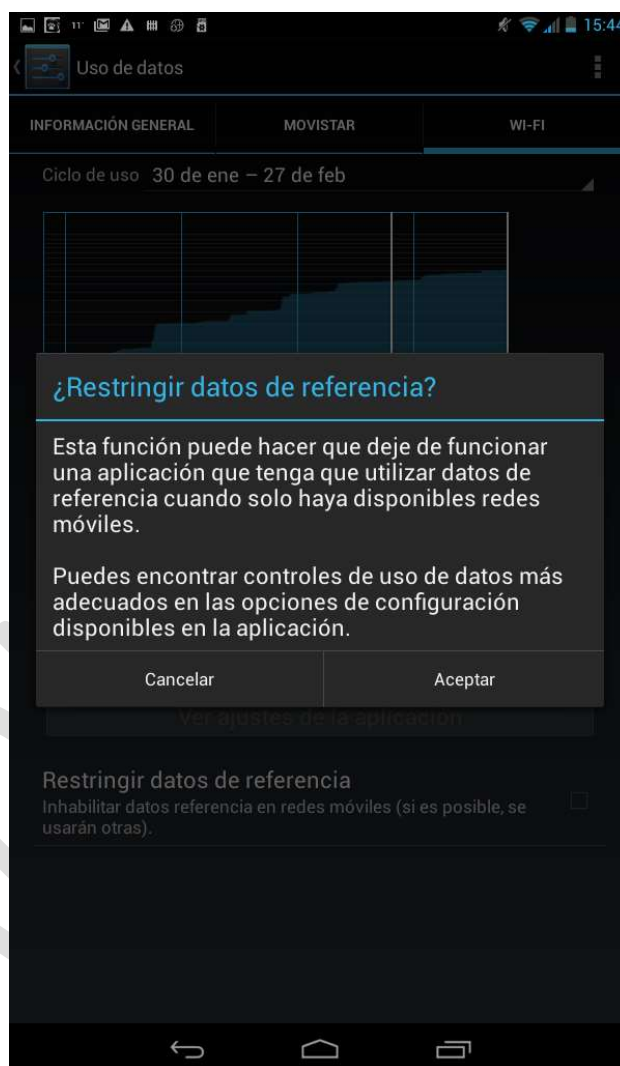 11°
15:44
Uso de datos
INFORMACIÓN GENERAL
MOVISTAR
WI-FI
Ciclo de uso 30 de ene – 27 de feb
¿Restringir datos de referencia?
Esta función puede hacer que deje de funcionar
una aplicación que tenga que utilizar datos de
referencia cuando solo haya disponibles redes
móviles.
Puedes encontrar controles de uso de datos más
adecuados en las opciones de configuración
disponibles en la aplicación.
Cancelar
Aceptar
Ver ajustes de la aplicación
Restringir datos de referencia
Inhabilitar datos referencia en redes móviles (si es posible, se
usarán otras).